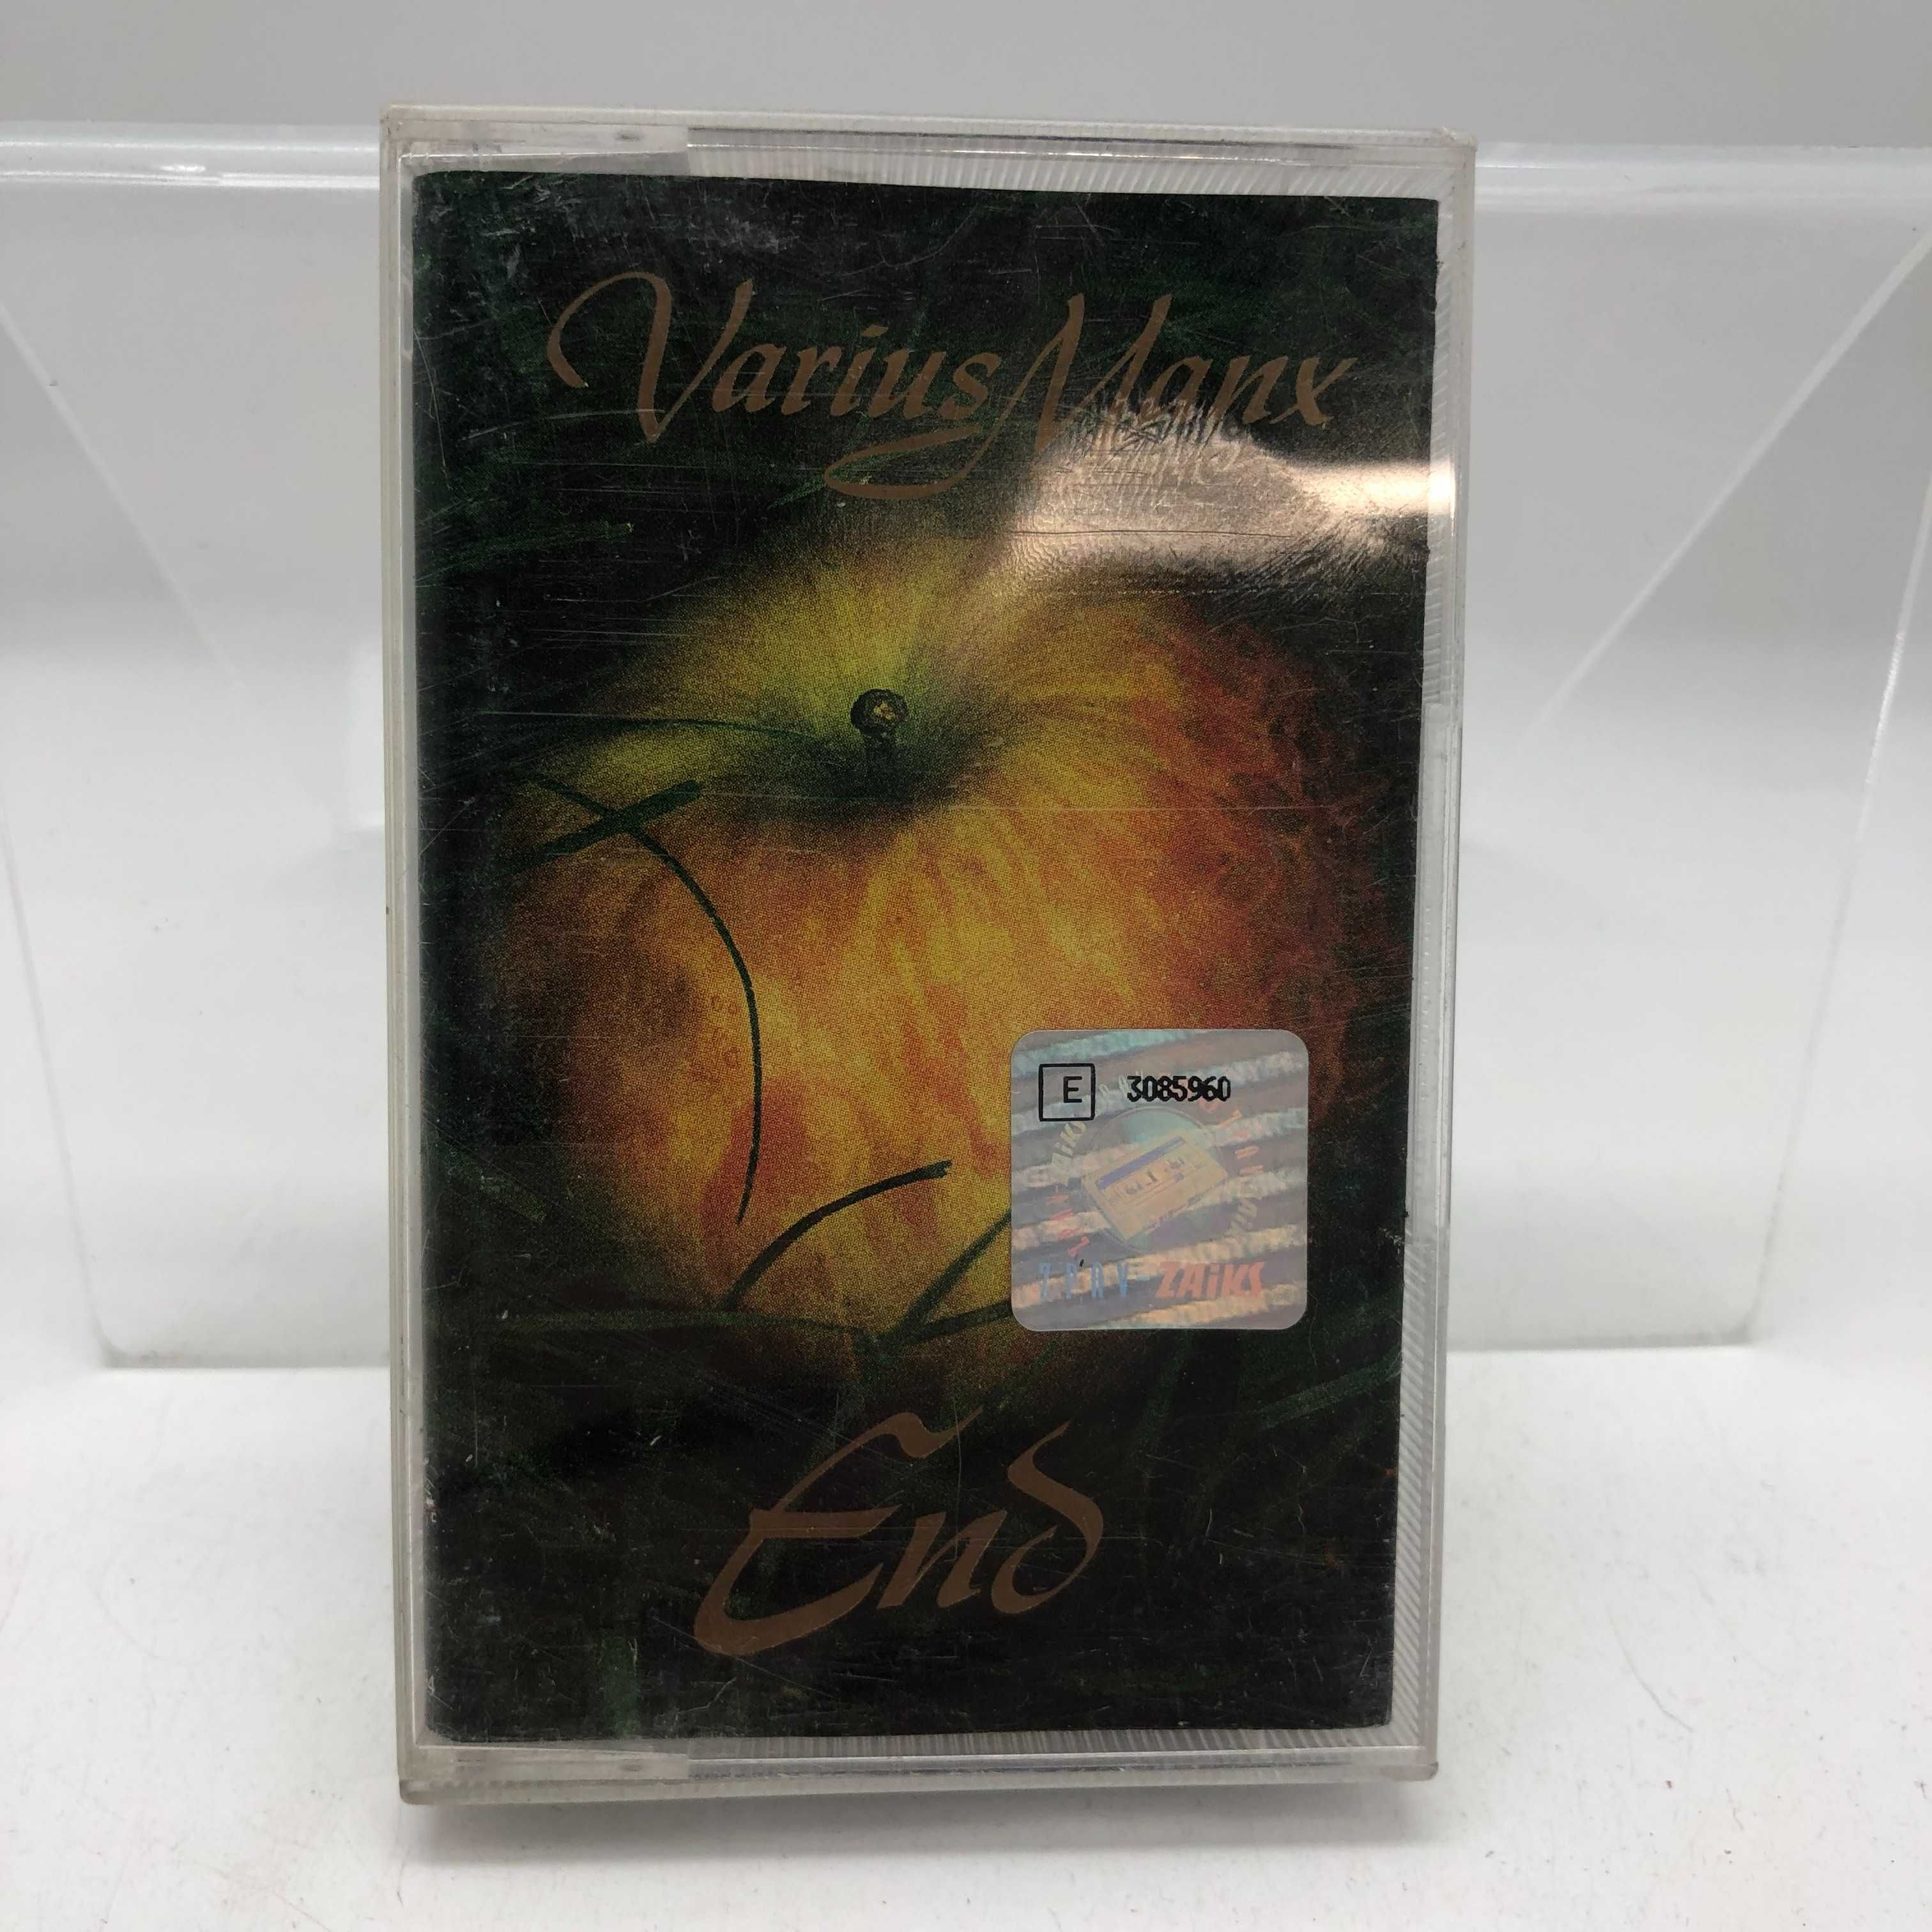 Varius Manx
E 3085960
ZPAV-ZAiKS
End